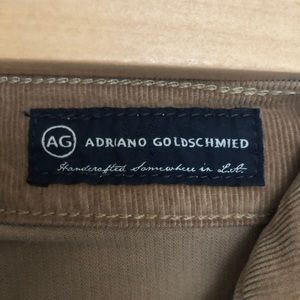 AG ADRIANO GOLDSCHMIED
Handcrafted Somewhere in L.A.